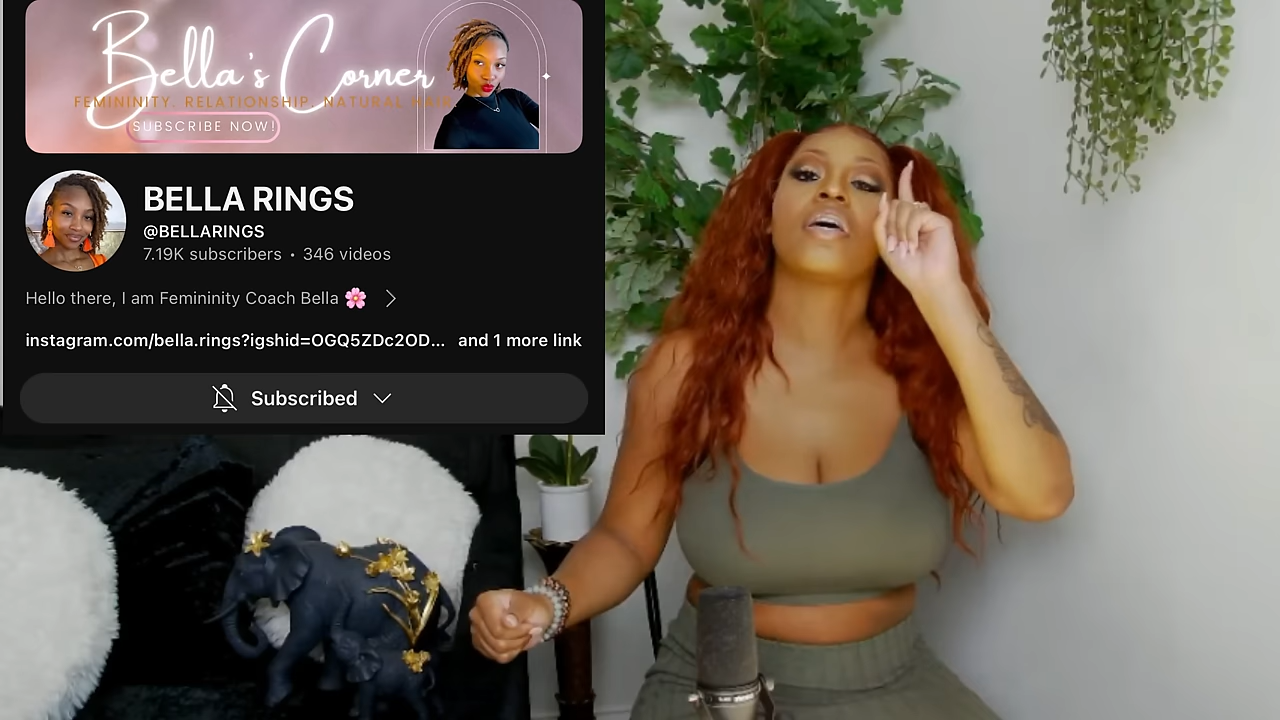 Bella's Corner
FEMININITY. RELATIONSHIP. NATURAL HAIR
SUBSCRIBE NOW!
BELLA RINGS
@BELLARINGS
7.19K subscribers • 346 videos
Hello there, I am Femininity Coach Bella 🌸
instagram.com/bella.rings?igshid=OGQ5ZDc2OD... and 1 more link
Subscribed